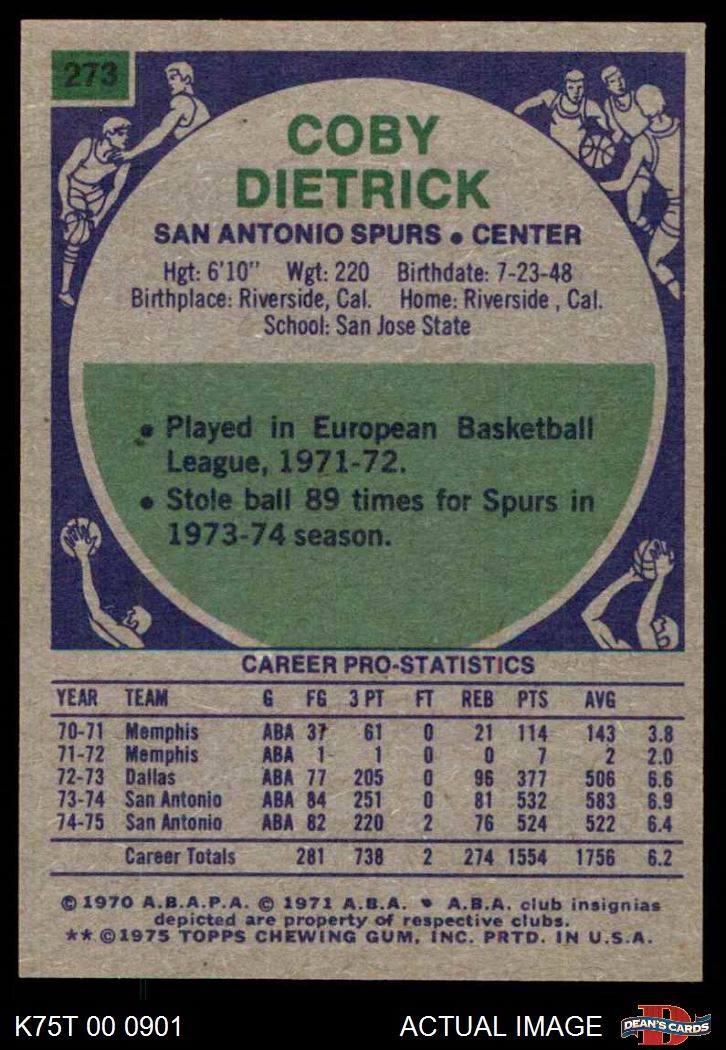 273
COBY
DIETRICK
SAN ANTONIO SPURS • CENTER
Hgt: 6'10" Wgt: 220 Birthdate: 7-23-48
Birthplace: Riverside, Cal. Home: Riverside , Cal.
School: San Jose State
• Played in European Basketball
League, 1971-72.
• Stole ball 89 times for Spurs in
1973-74 season.
CAREER PRO-STATISTICS
YEAR TEAM G FG 3 PT FT REB PTS AVG
70-71 Memphis ABA 37 61 0 21 114 143 3.8
71-72 Memphis ABA 1 1 0 0 7 2 2.0
72-73 Dallas ABA 77 205 0 96 377 506 6.6
73-74 San Antonio ABA 84 251 0 81 532 583 6.9
74-75 San Antonio ABA 82 220 2 76 524 522 6.4
Career Totals 281 738 2 274 1554 1756 6.2
© 1970 A.B.A.P.A. © 1971 A.B.A. • A.B.A. club insignias
depicted are property of respective clubs.
** © 1975 TOPPS CHEWING GUM, INC. PRTD. IN U.S.A.
K75T 00 0901 ACTUAL IMAGE D DEAN'S CARDS